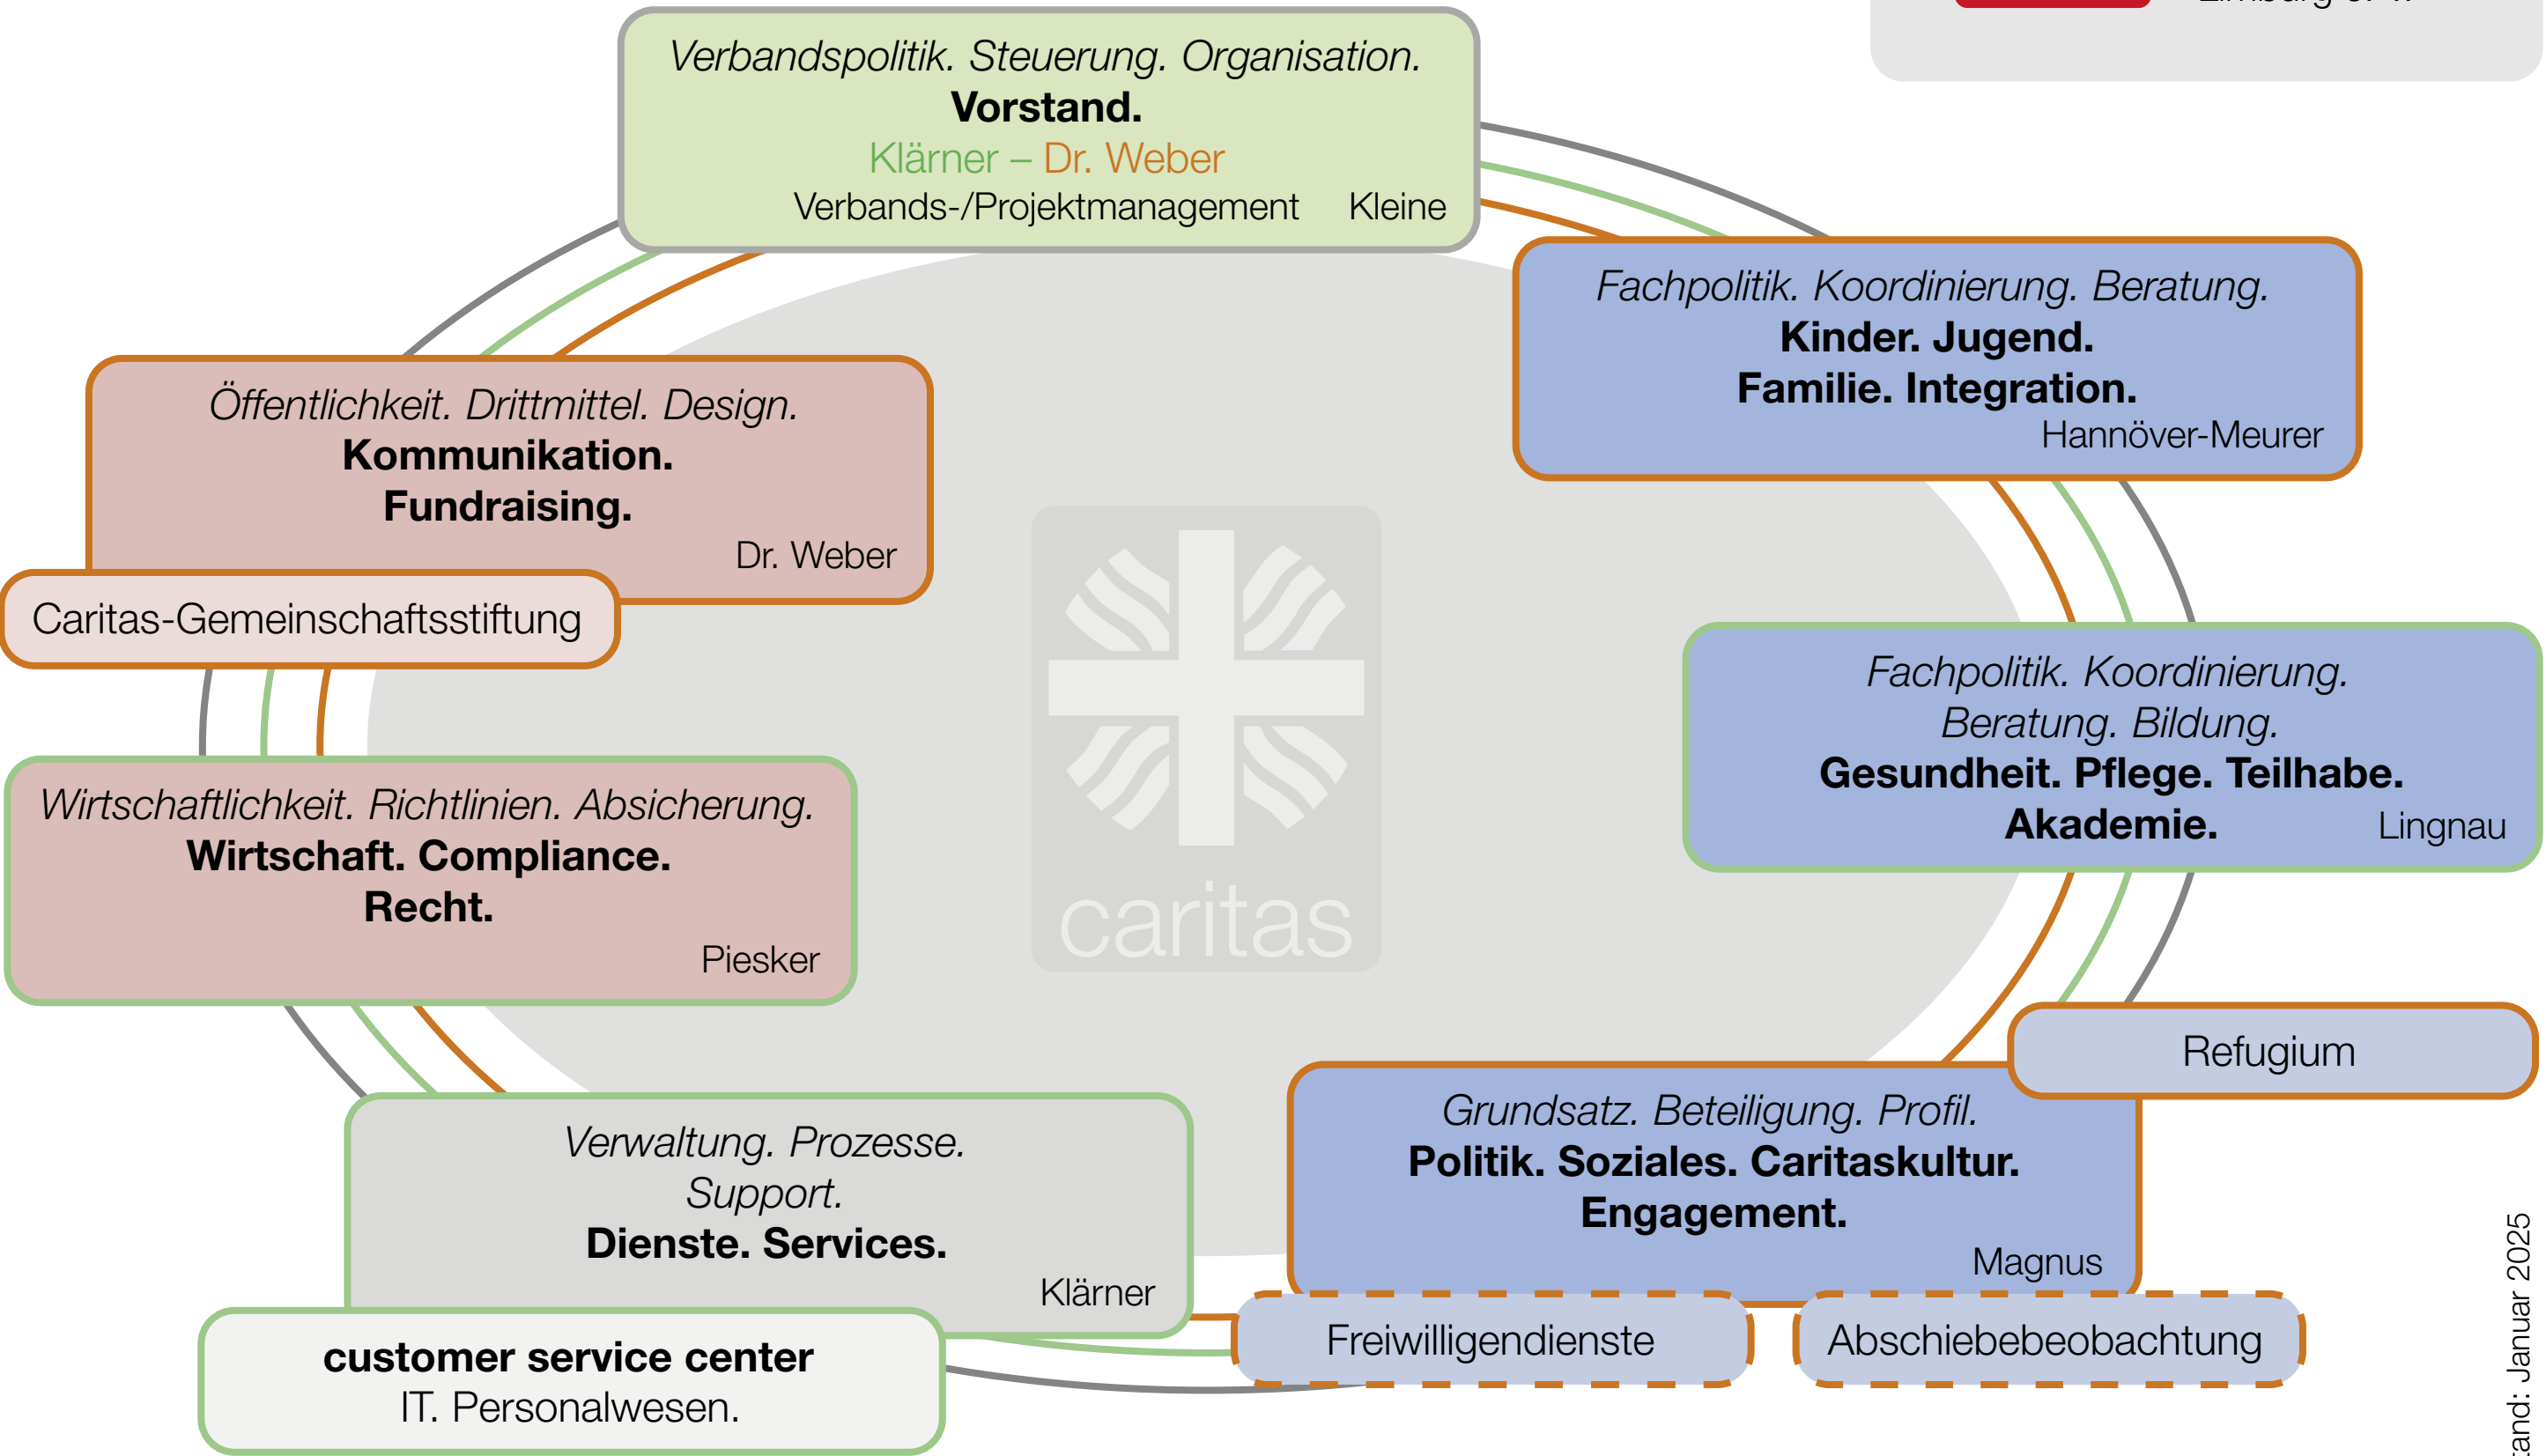 Verbandspolitik. Steuerung. Organisation.
Vorstand.
Klärner – Dr. Weber
Verbands-/Projektmanagement Kleine
Fachpolitik. Koordinierung. Beratung.
Kinder. Jugend.
Familie. Integration.
Hannöver-Meurer
Öffentlichkeit. Drittmittel. Design.
Kommunikation.
Fundraising.
Dr. Weber
Caritas-Gemeinschaftsstiftung
caritas
Fachpolitik. Koordinierung.
Beratung. Bildung.
Gesundheit. Pflege. Teilhabe.
Akademie. Lingnau
Wirtschaftlichkeit. Richtlinien. Absicherung.
Wirtschaft. Compliance.
Recht.
Piesker
Refugium
Grundsatz. Beteiligung. Profil.
Politik. Soziales. Caritaskultur.
Engagement.
Magnus
Freiwilligendienste
Abschiebebeobachtung
Verwaltung. Prozesse.
Support.
Dienste. Services.
Klärner
customer service center
IT. Personalwesen.
Januar 2025